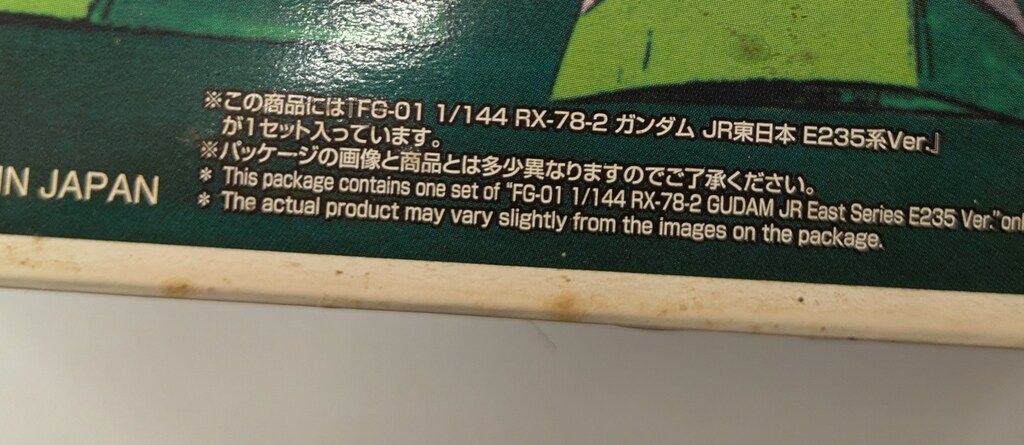 ※この商品には『FG-01 1/144 RX-78-2 ガンダム JR東日本 E235系Ver.』
が1セット入っています。
※パッケージの画像と商品とは多少異なりますのでご了承ください。
* This package contains one set of "FG-01 1/144 RX-78-2 GUDAM JR East Series E235 Ver."
* The actual product may vary slightly from the images on the package.
IN JAPAN